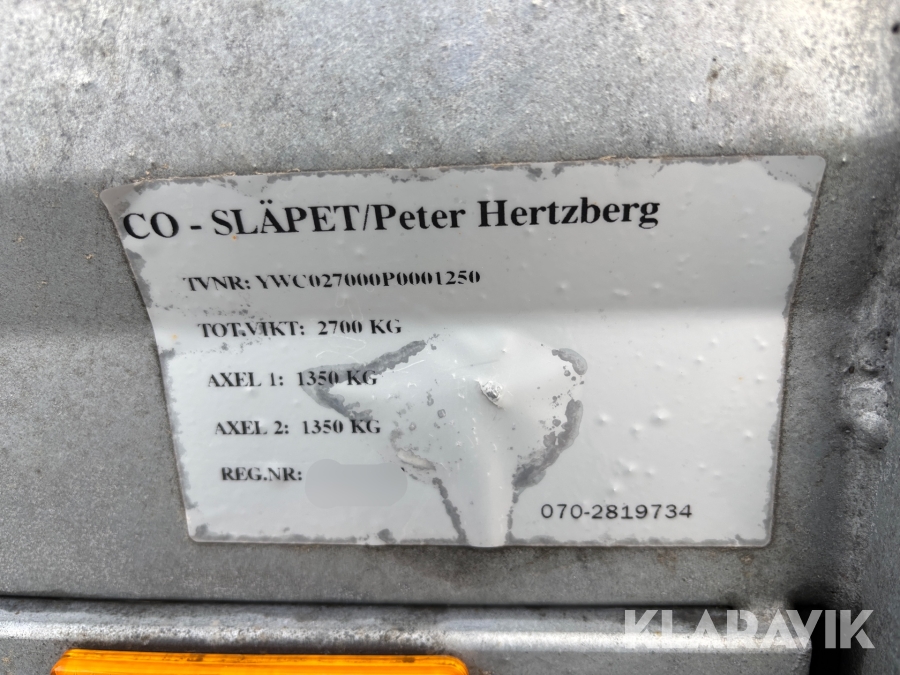 CO - SLÄPET/Peter Hertzberg
TVNR: YWC027000P0001250
TOT.VIKT: 2700 KG
AXEL 1: 1350 KG
AXEL 2: 1350 KG
REG.NR:
070-2819734
KLARAVIK